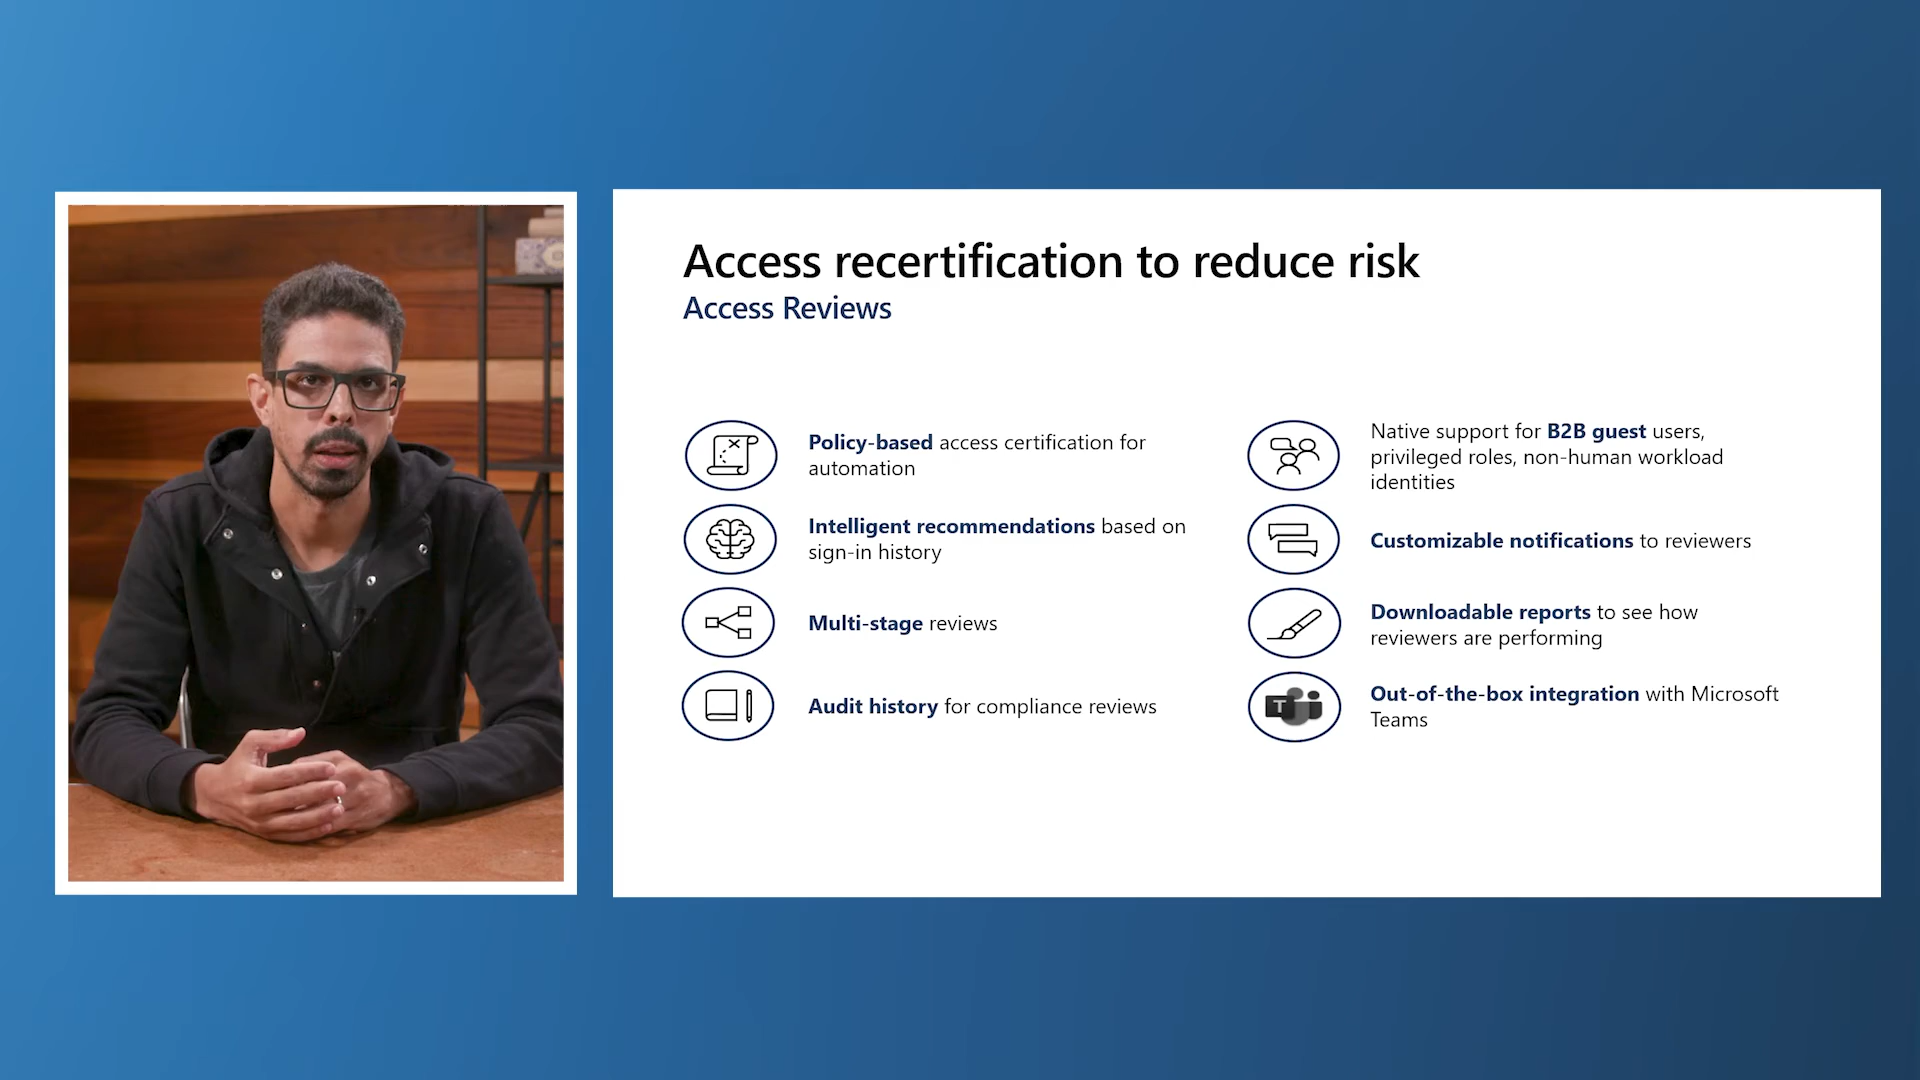 Access recertification to reduce risk
Access Reviews
Policy-based access certification for
automation
Intelligent recommendations based on
sign-in history
Multi-stage reviews
Audit history for compliance reviews
Native support for B2B guest users,
privileged roles, non-human workload
identities
Customizable notifications to reviewers
Downloadable reports to see how
reviewers are performing
T
Out-of-the-box integration with Microsoft
Teams